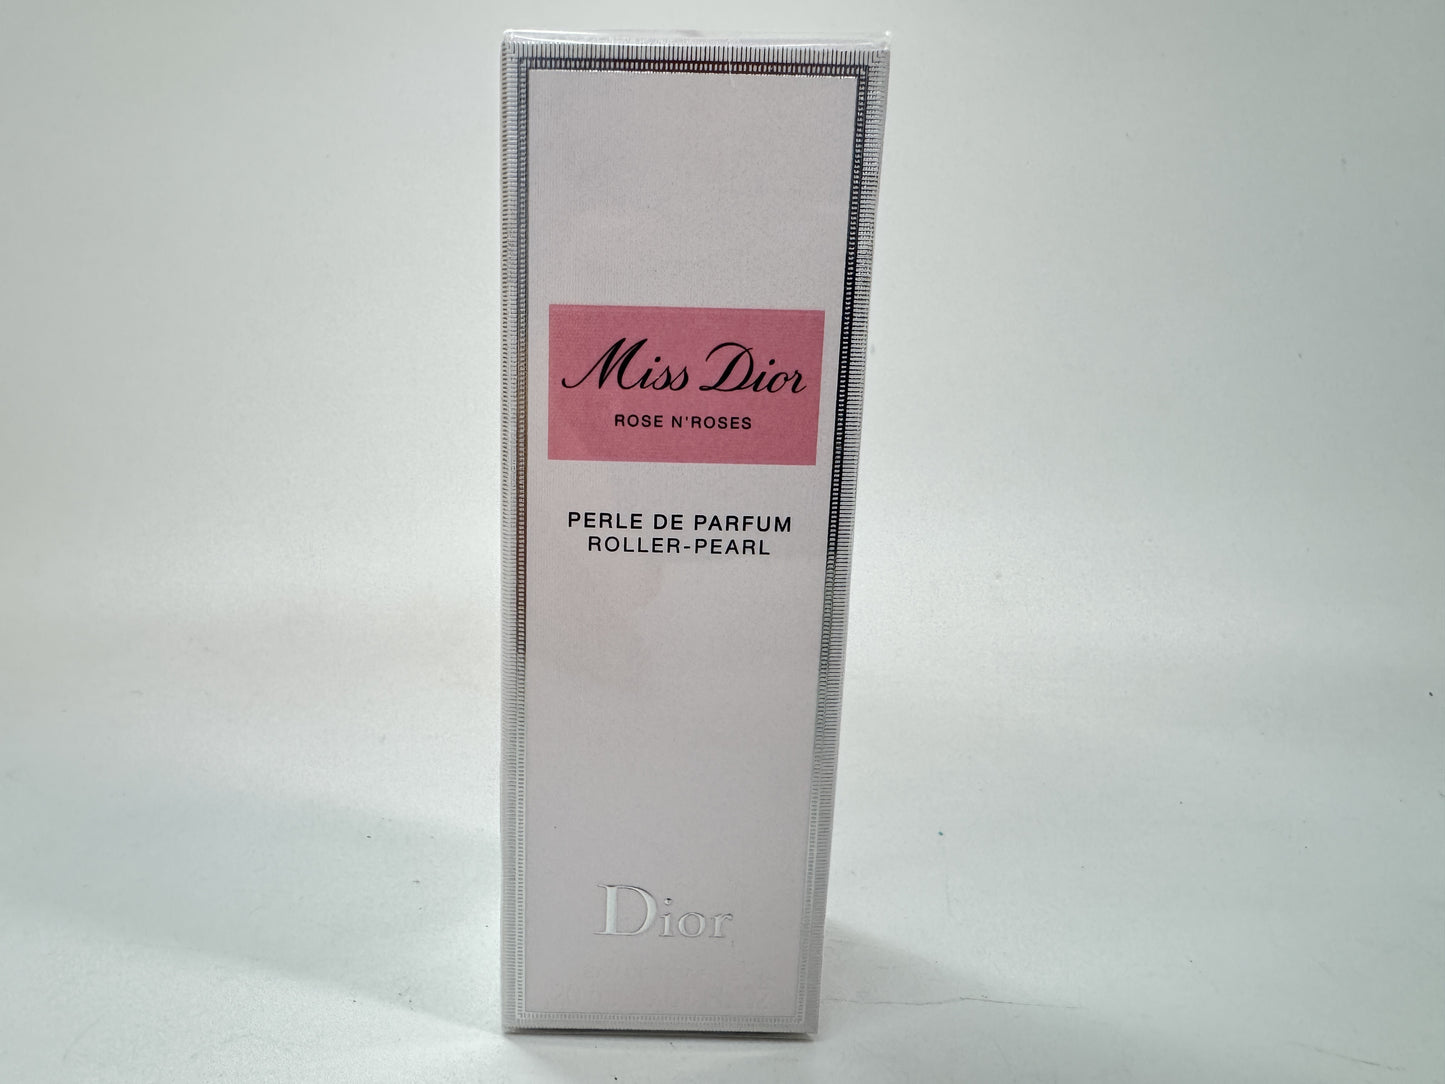 Miss Dior
ROSE N'ROSES
PERLE DE PARFUM
ROLLER-PEARL
Dior